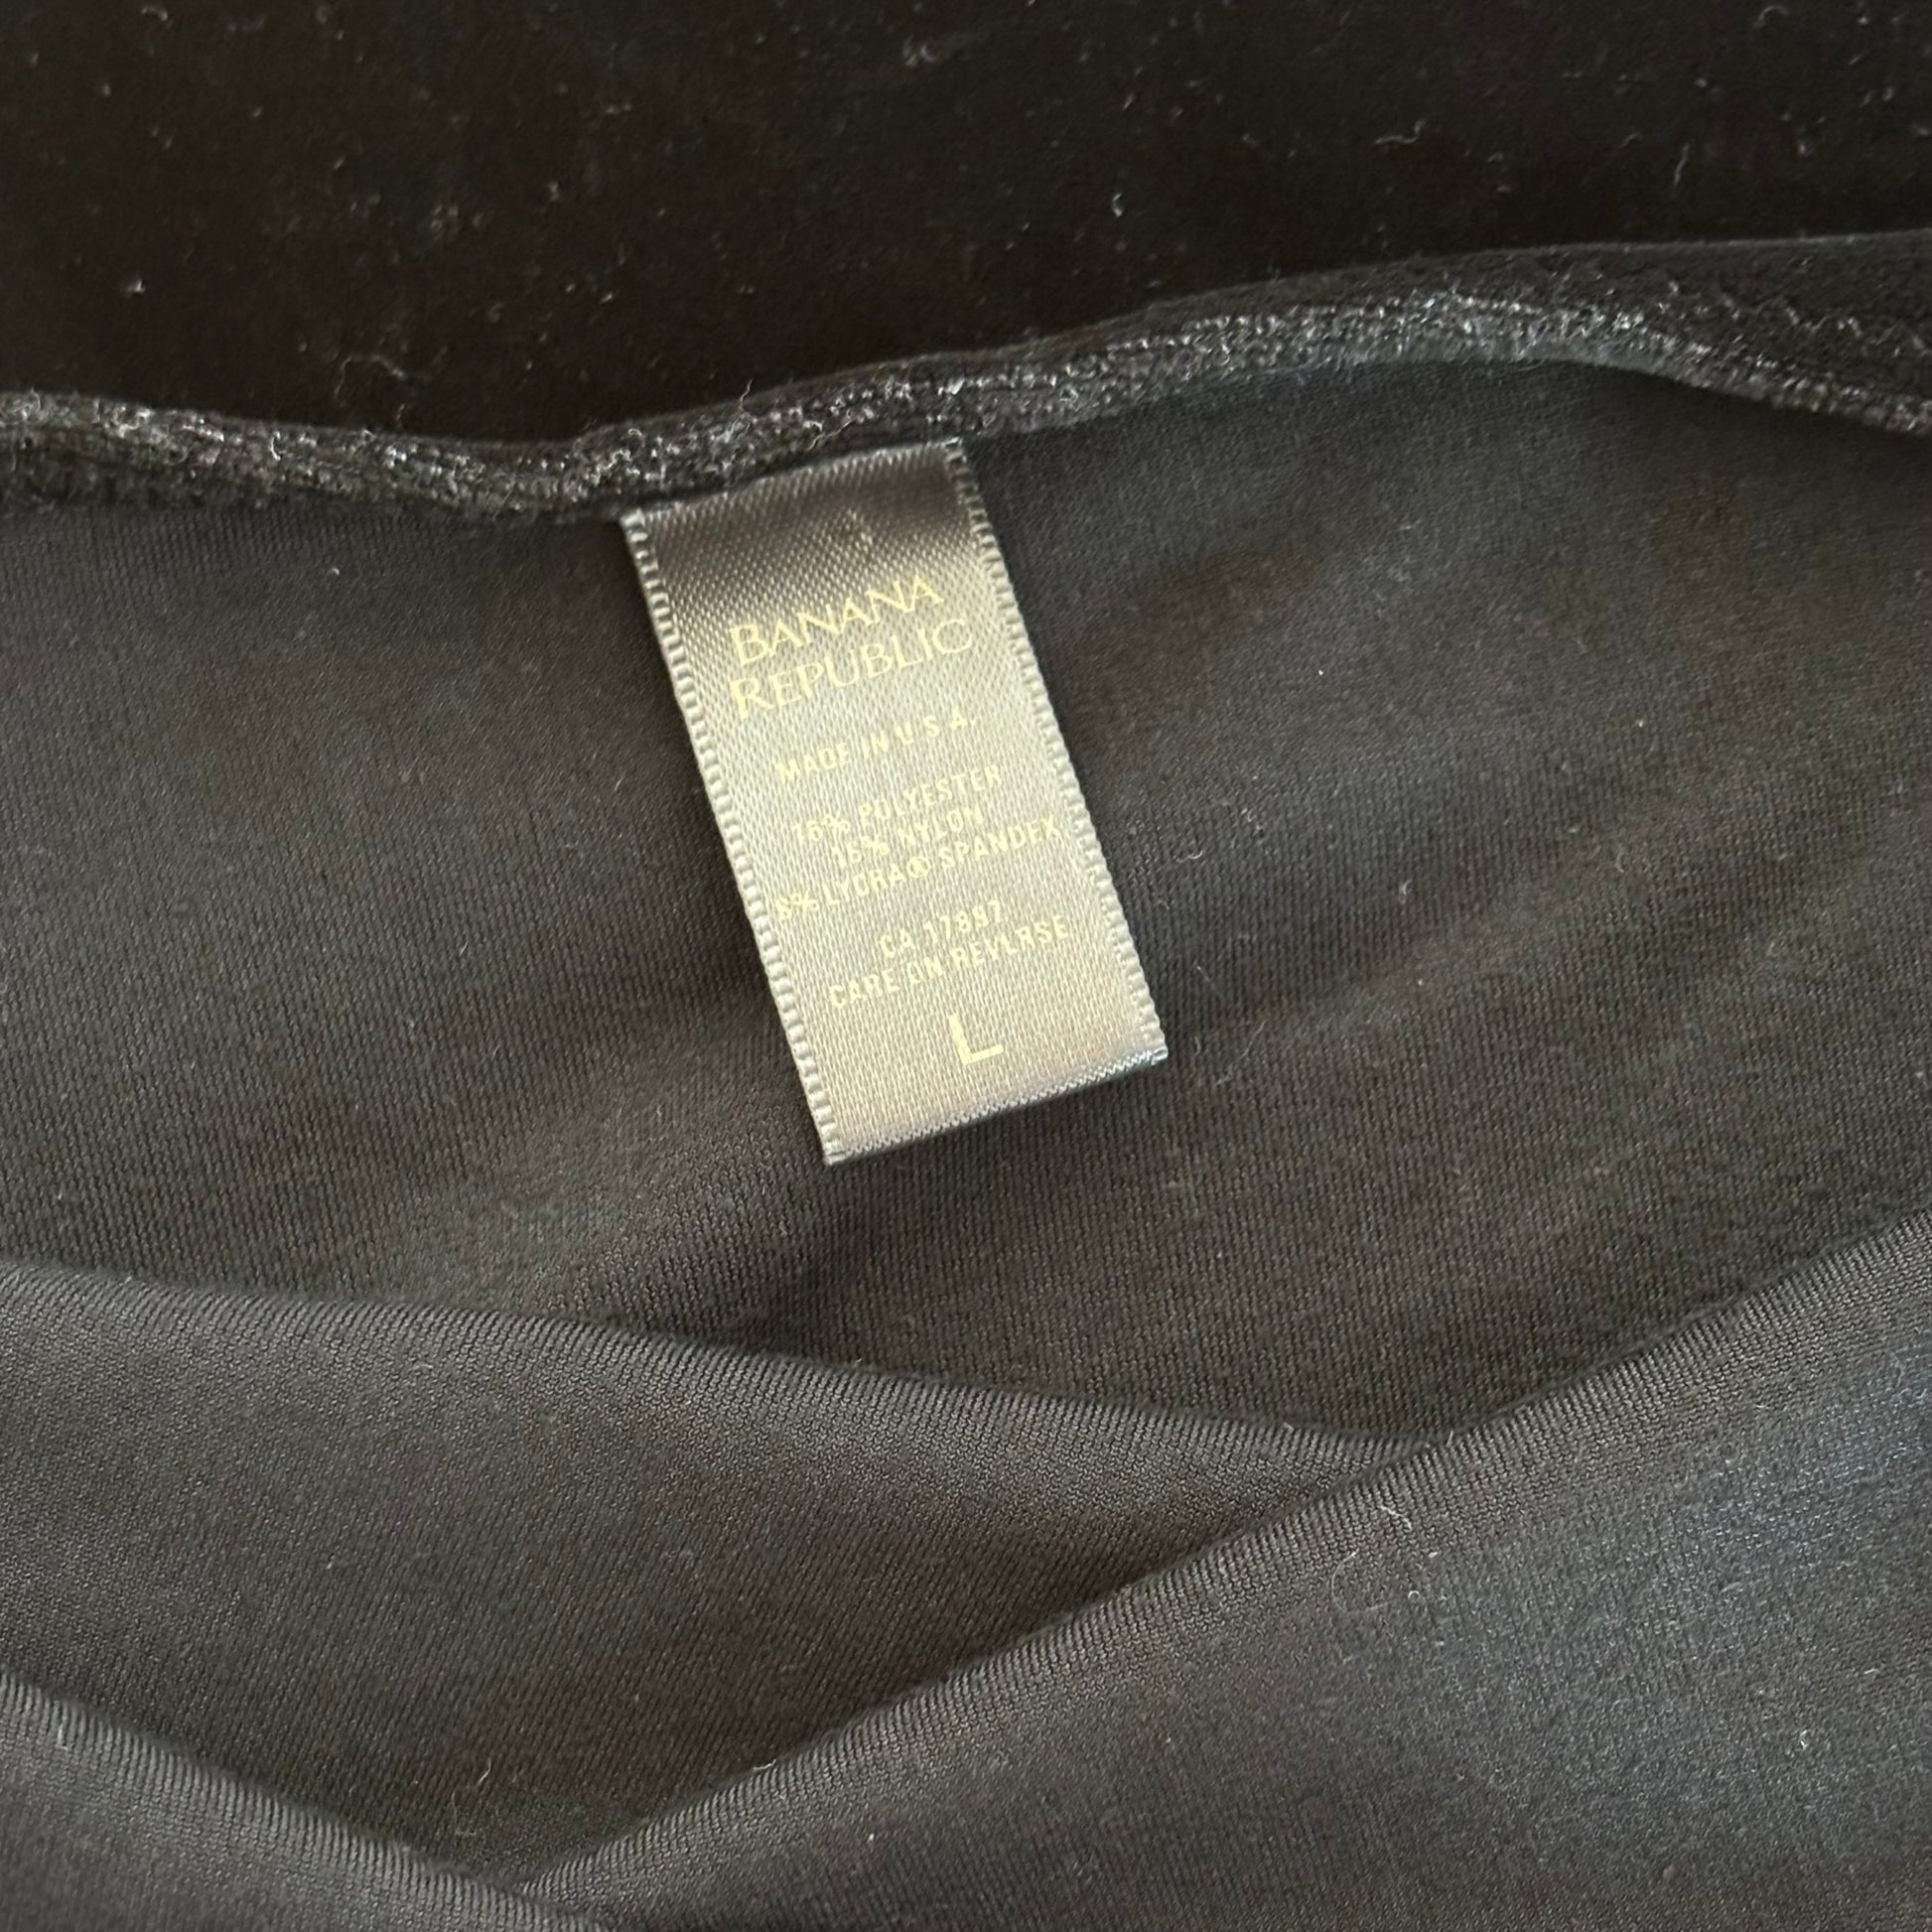 BANANA
REPUBLIC
MADE IN U.S.A.
76% POLYESTER
16% NYLON
8% LYCRA® SPANDEX
CA 17897
CARE ON REVERSE
L